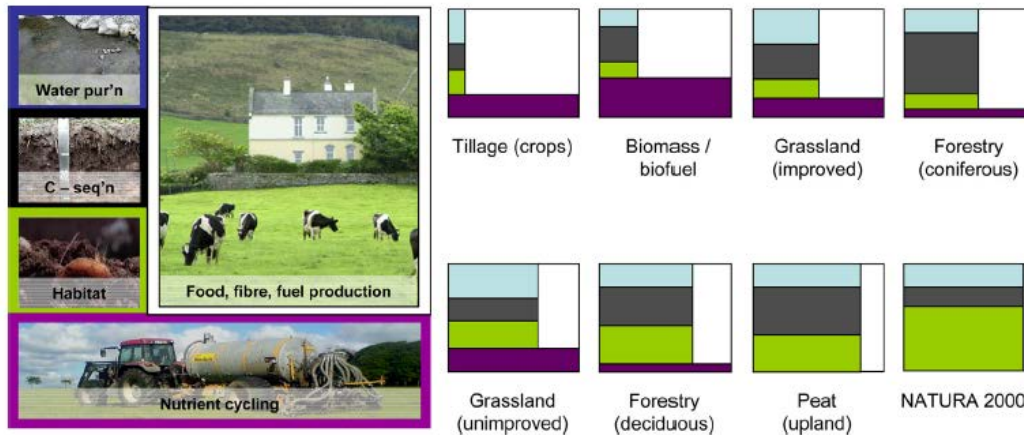 Water pur'n
C – seq'n
Habitat
Food, fibre, fuel production
Nutrient cycling
Tillage (crops)
Biomass /
biofuel
Grassland
(improved)
Forestry
(coniferous)
Grassland
(unimproved)
Forestry
(deciduous)
Peat
(upland)
NATURA 2000